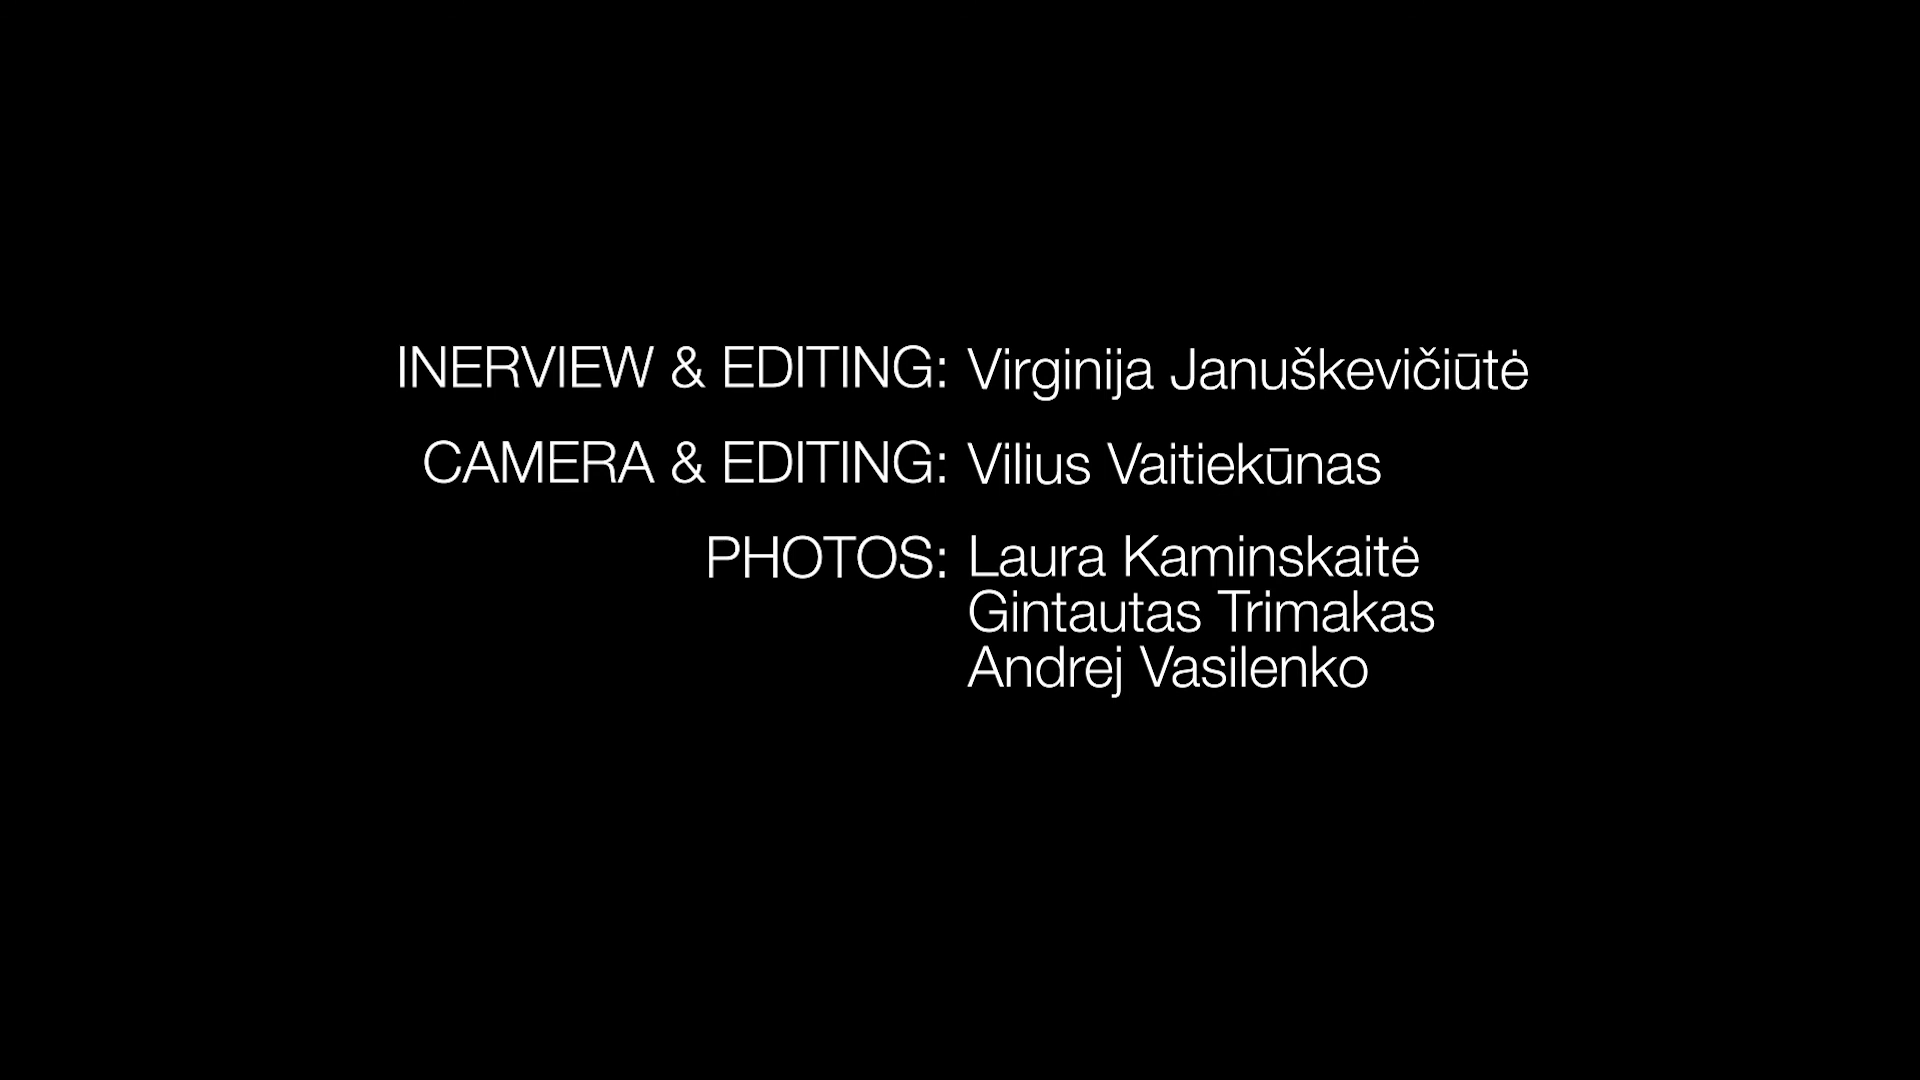 INERVIEW & EDITING: Virginija Januškevičiūtė
CAMERA & EDITING: Vilius Vaitiekūnas
PHOTOS: Laura Kaminskaitė
Gintautas Trimakas
Andrej Vasilenko